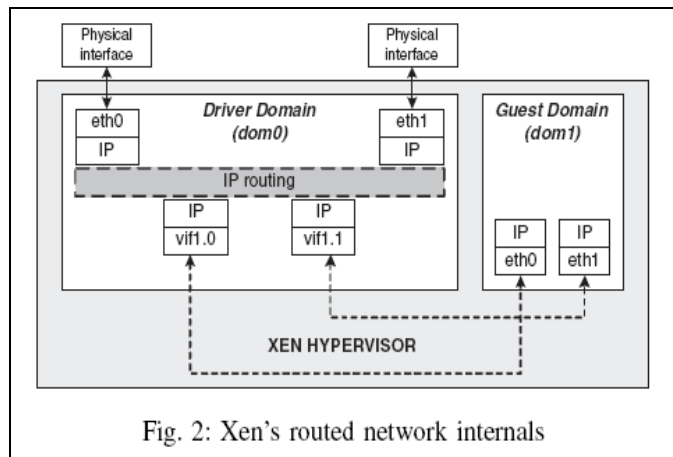 Physical
interface
Physical
interface
Driver Domain
(dom0)
Guest Domain
(dom1)
eth0
IP
eth1
IP
IP routing
IP
vif1.0
IP
vif1.1
IP
eth0
IP
eth1
XEN HYPERVISOR
Fig. 2: Xen's routed network internals